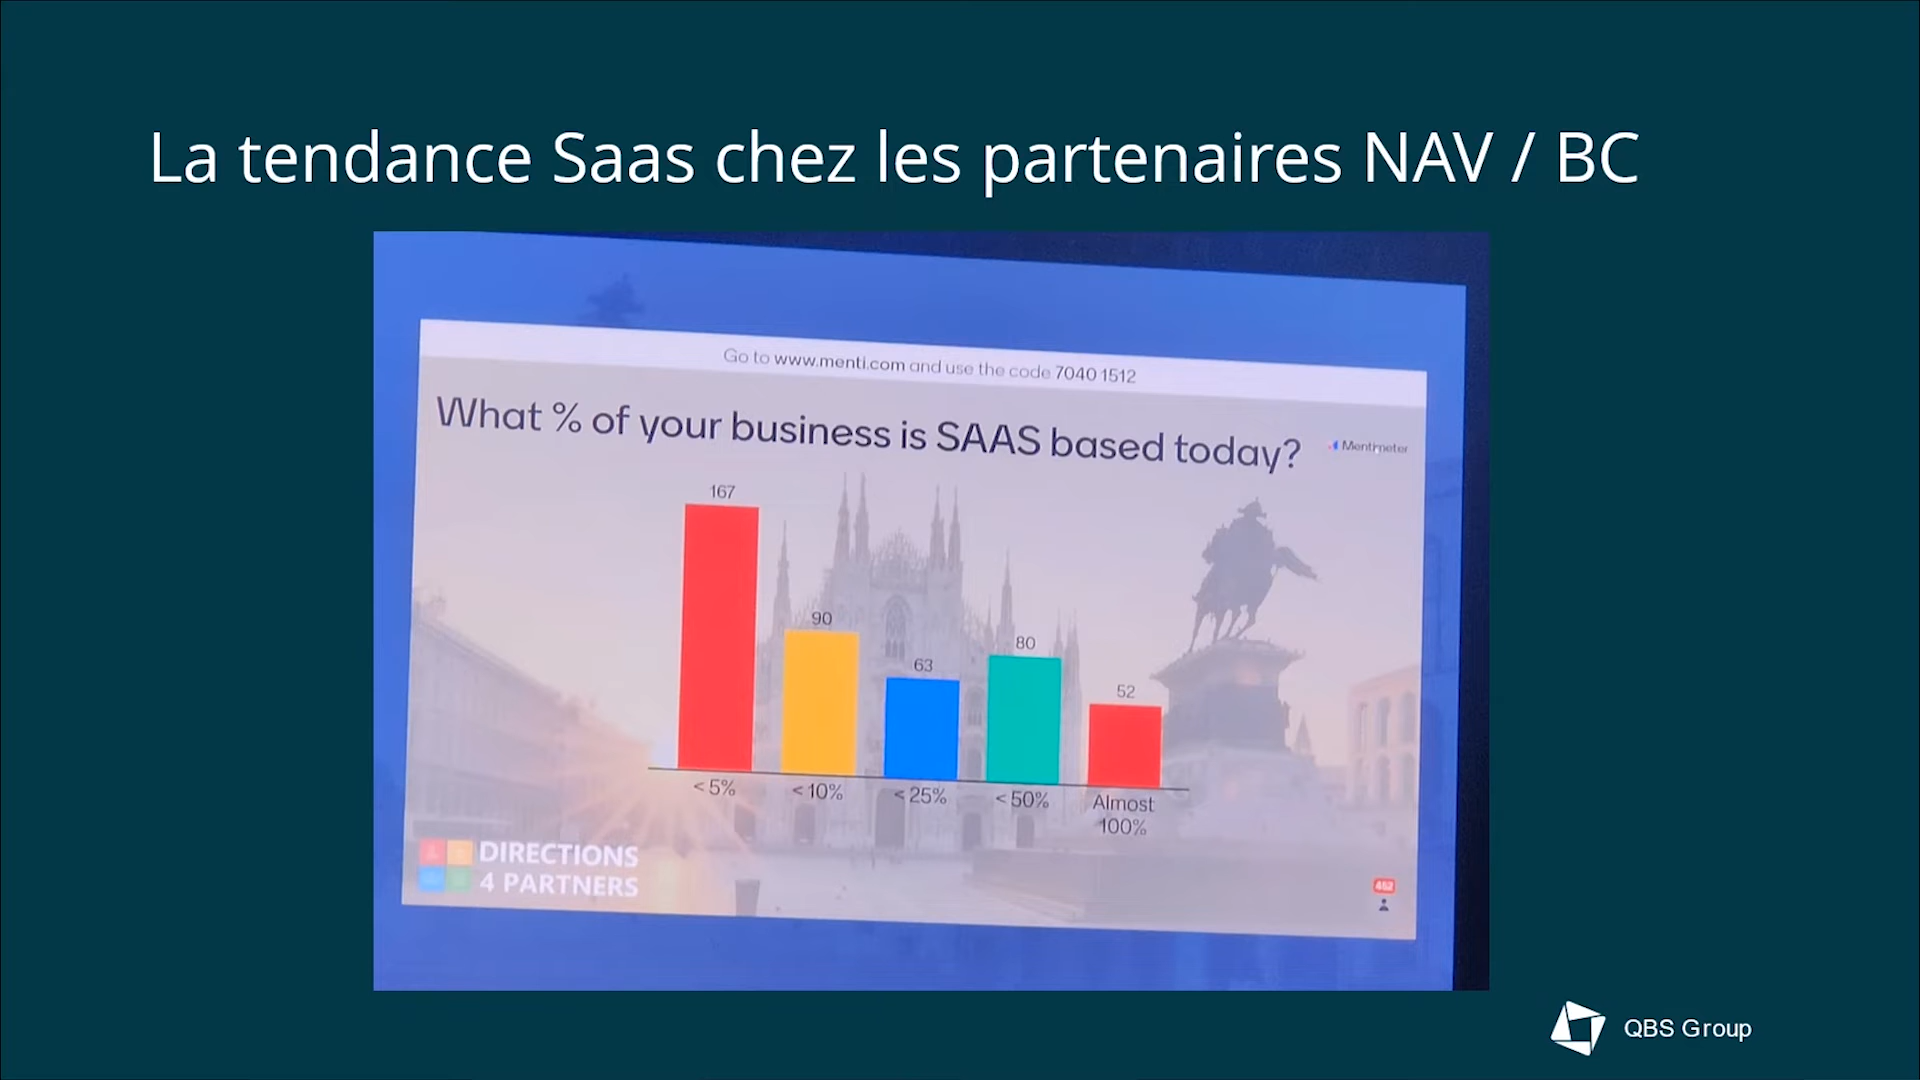 La tendance Saas chez les partenaires NAV / BC
Go to www.menti.com and use the code 7040 1512
What % of your business is SAAS based today?
Mentimeter
167
90
63
80
52
< 5%
< 10%
< 25%
< 50%
Almost
100%
DIRECTIONS
4 PARTNERS
452
QBS Group